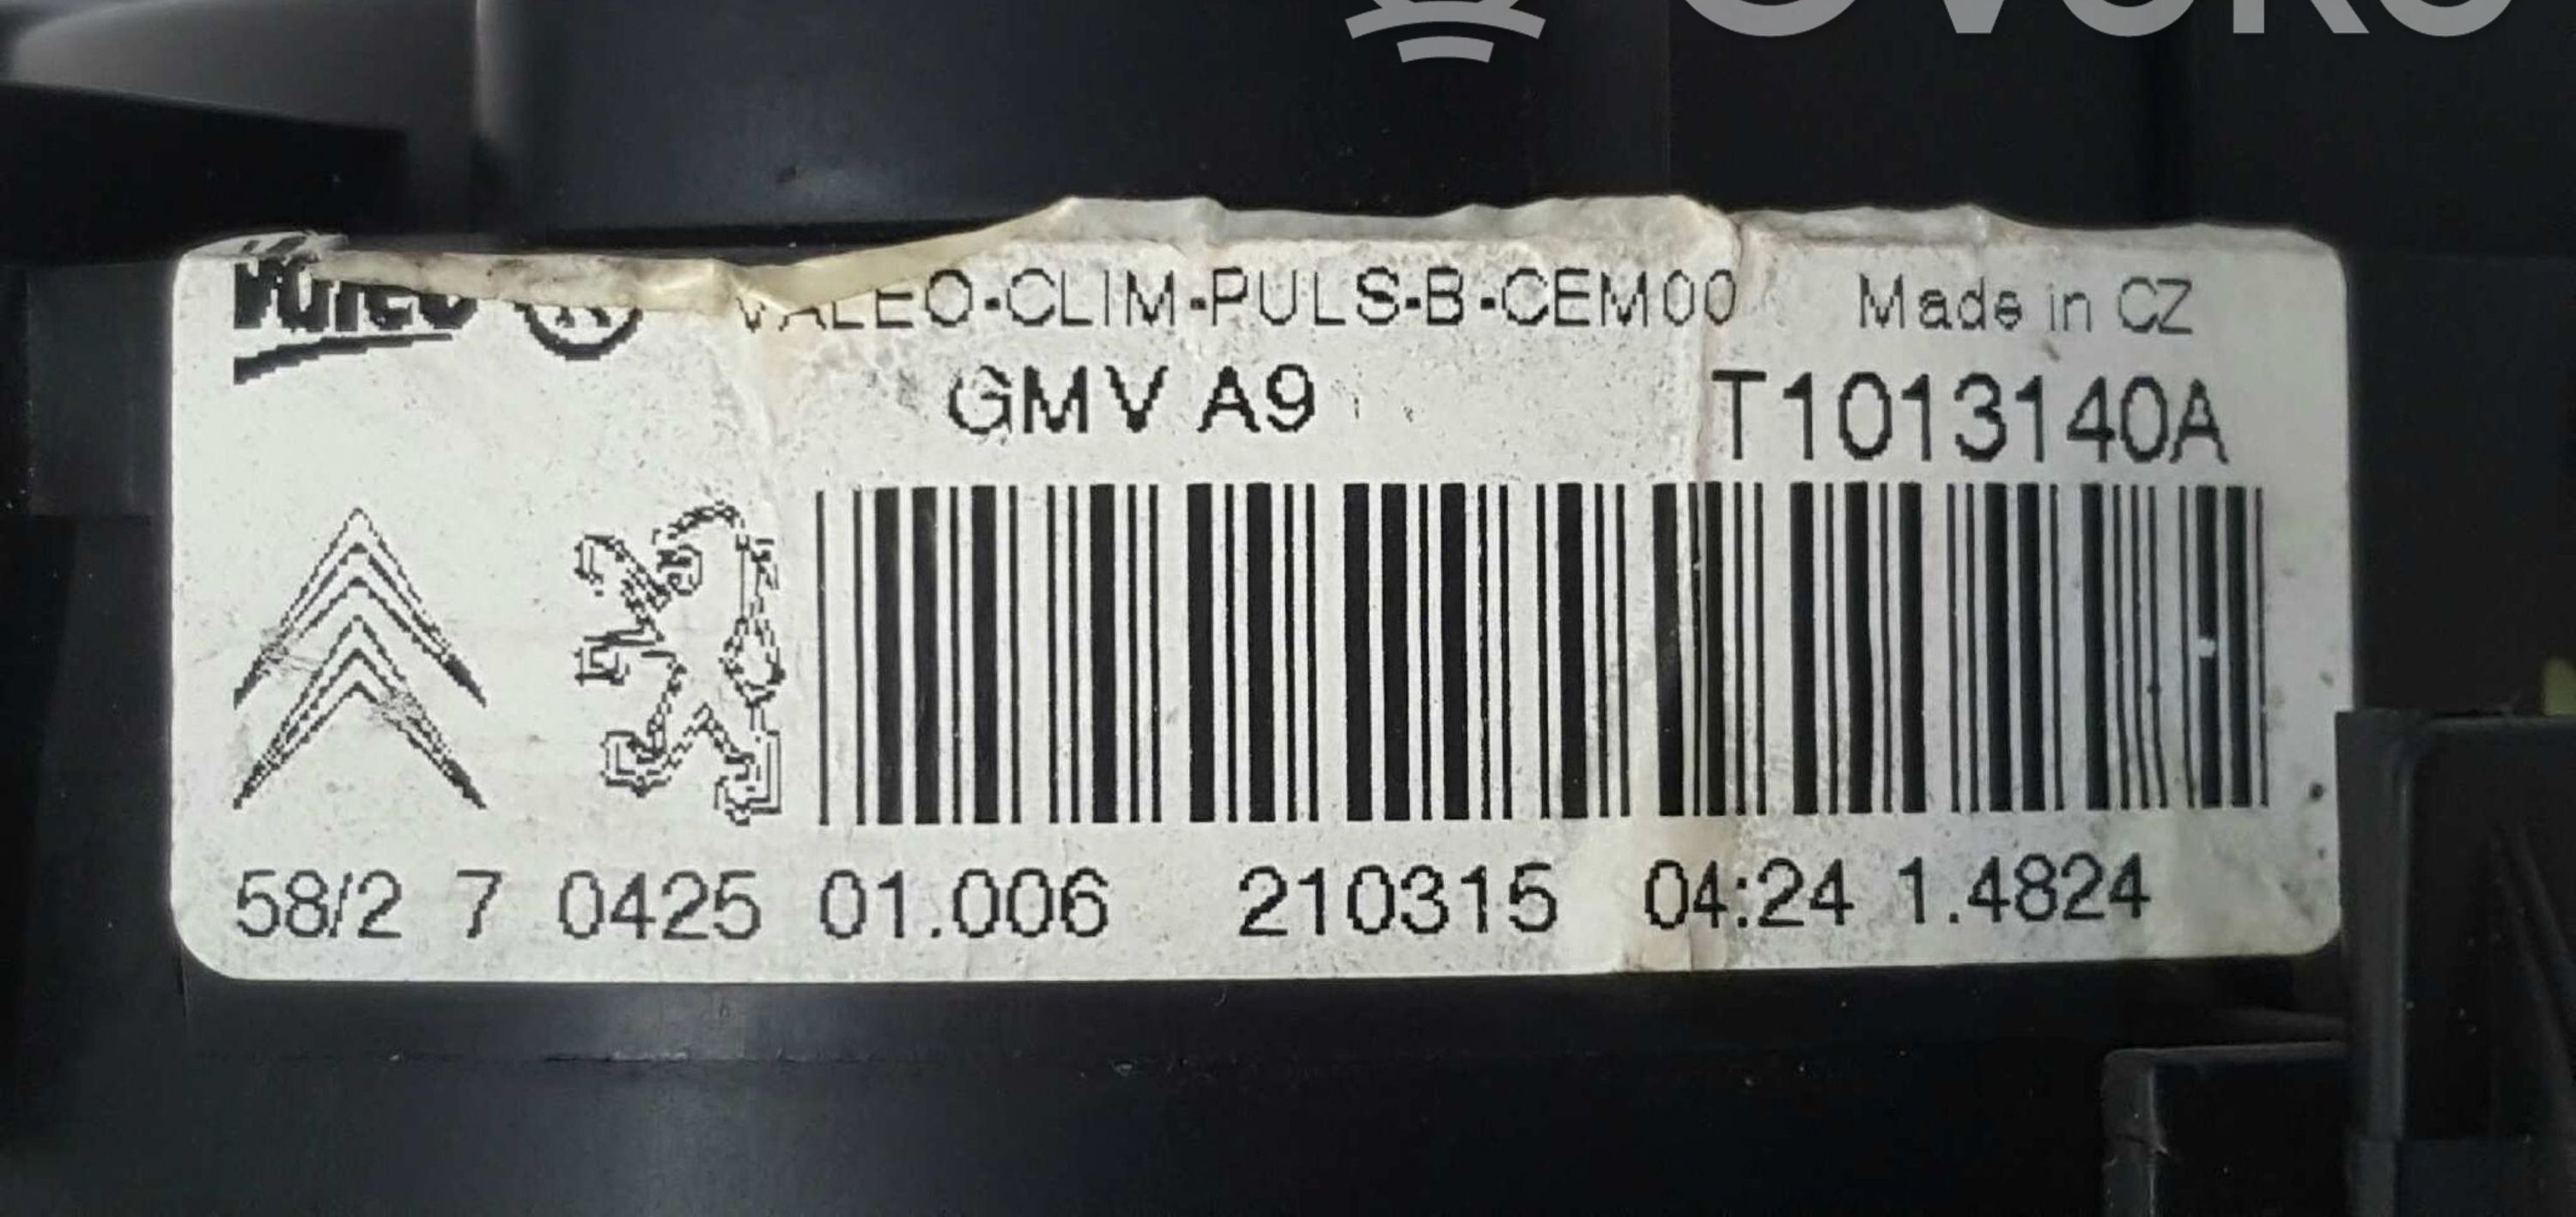 Valeo VALEO-CLIM-PULS-B-CEM00 Made in CZ
GMV A9 T1013140A
58/2 7 0425 01.006 210315 04:24 1.4824